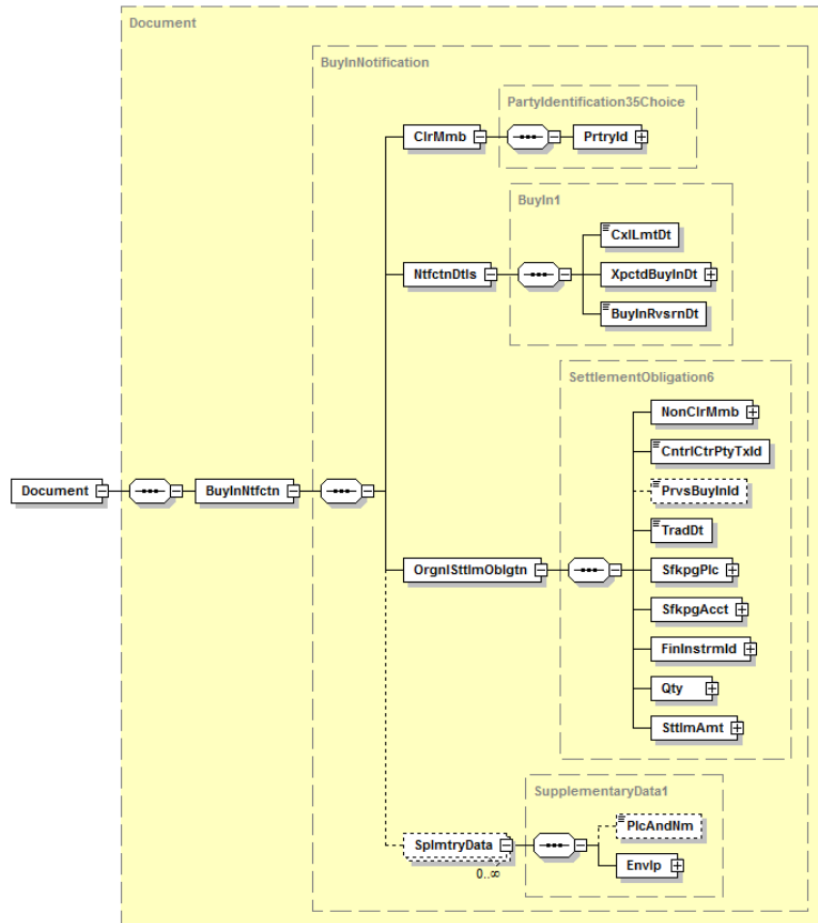 Document
BuyInNotification
PartyIdentification35Choice
ClrMmb
PrtryId
BuyIn1
CxlLmtDt
NtfctnDtls
XpctdBuyInDt
BuyInRvsrnDt
SettlementObligation6
NonClrMmb
CntrlCtrPtyTxId
Document
BuyInNtfctn
PrvsBuyInId
TradDt
OrgnlSttlmOblgtn
SfkpgPlc
SfkpgAcct
FinInstrmId
Qty
SttlmAmt
SupplementaryData1
PlcAndNm
SplmtryData
0..∞
Envlp